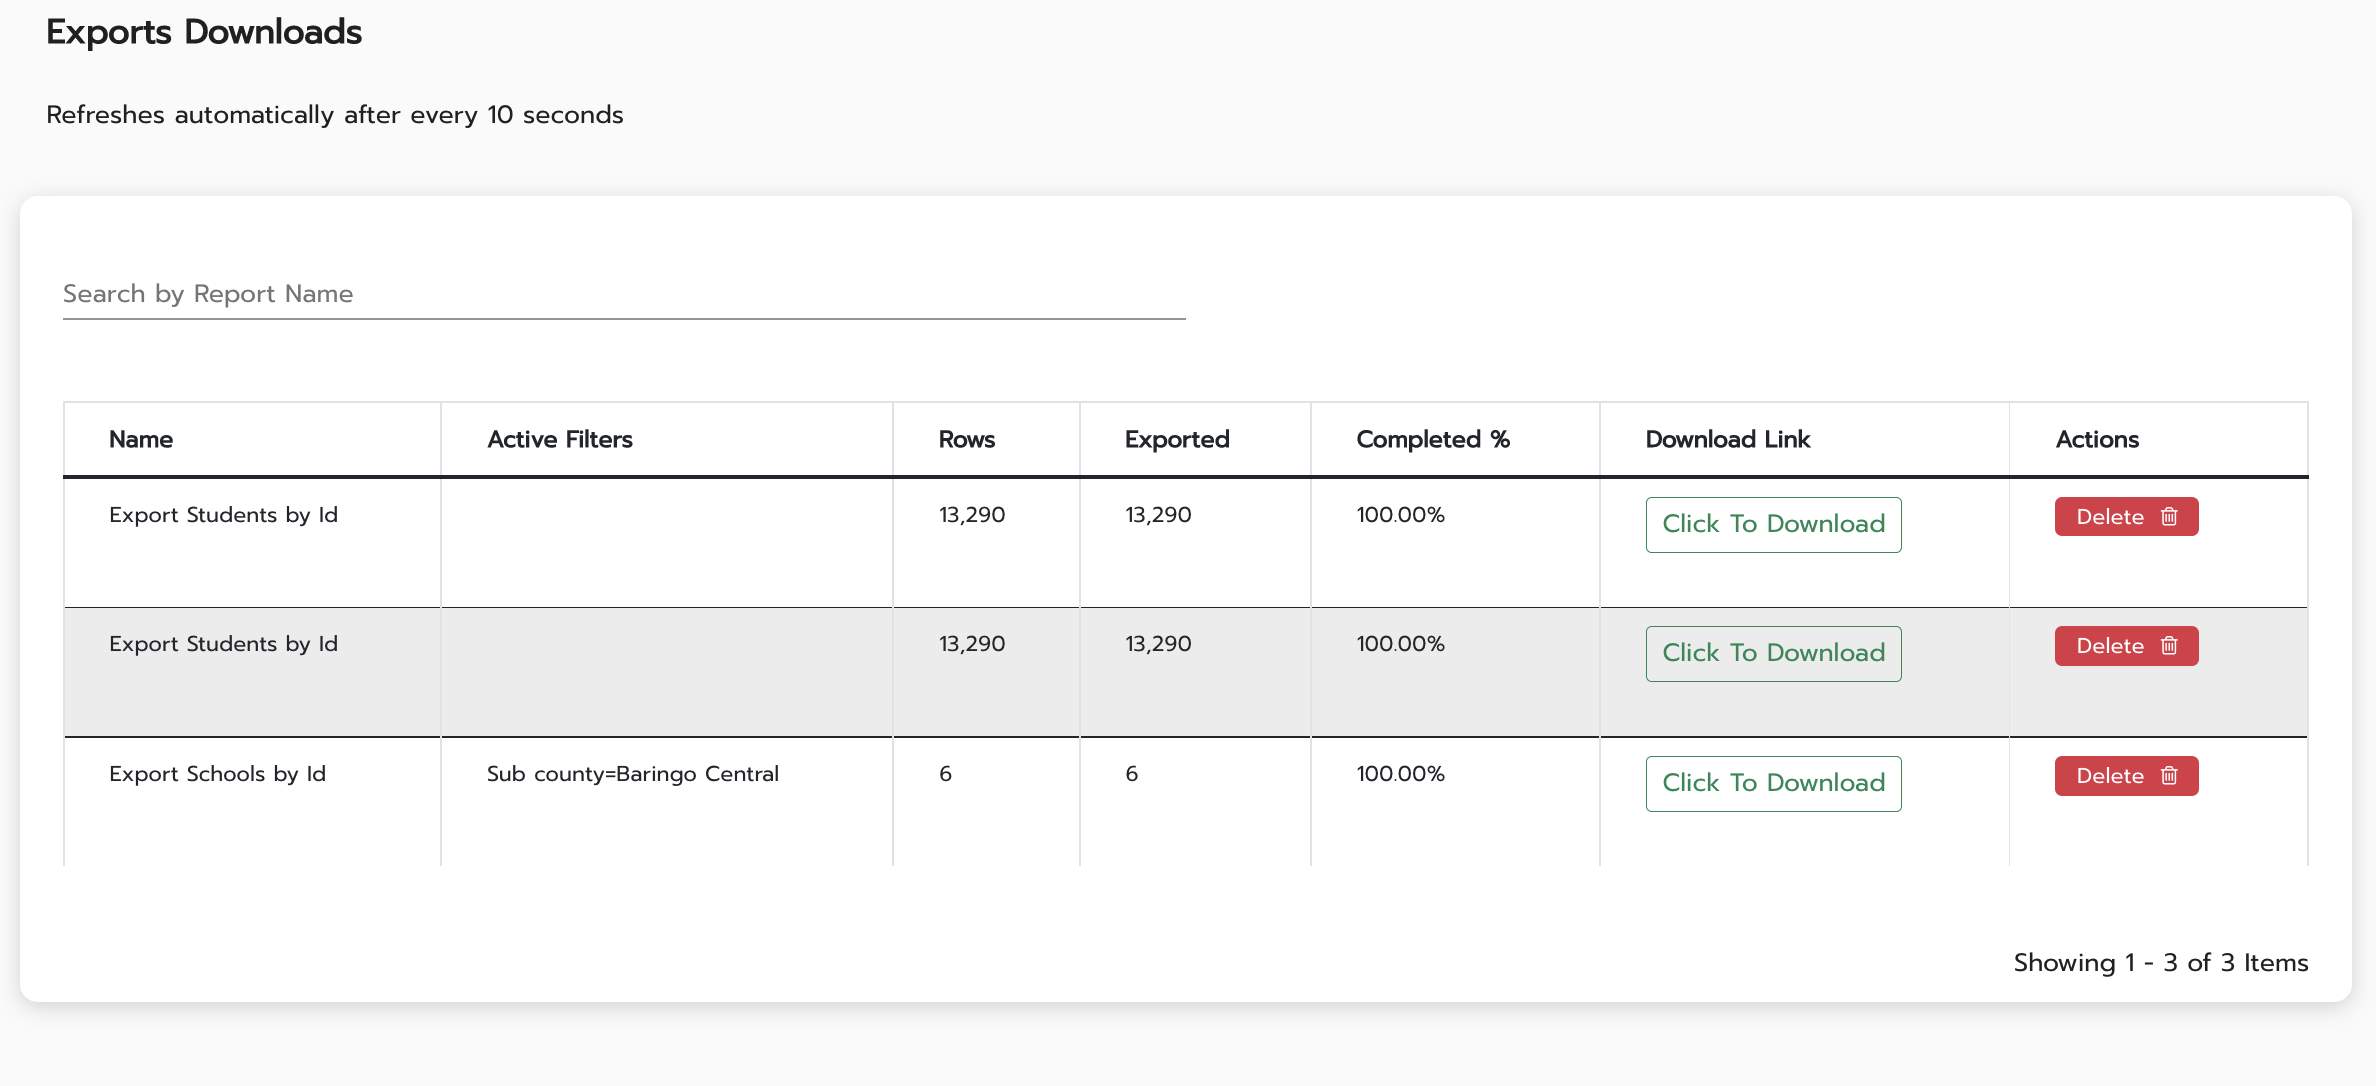 Exports Downloads
Refreshes automatically after every 10 seconds
Search by Report Name
Name Active Filters Rows Exported Completed % Download Link Actions
Export Students by Id 13,290 13,290 100.00% Click To Download Delete
Export Students by Id 13,290 13,290 100.00% Click To Download Delete
Export Schools by Id Sub county=Baringo Central 6 6 100.00% Click To Download Delete
Showing 1 - 3 of 3 Items